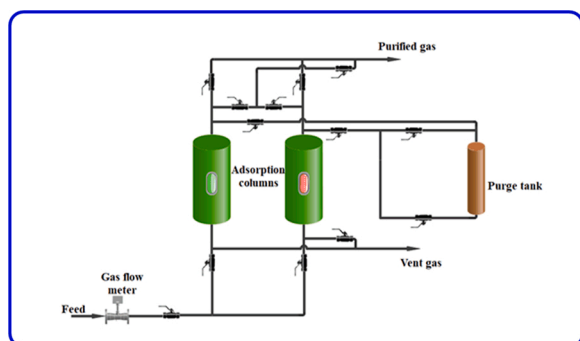 Purified gas
Adsorption
columns
Purge tank
Vent gas
Gas flow
meter
Feed